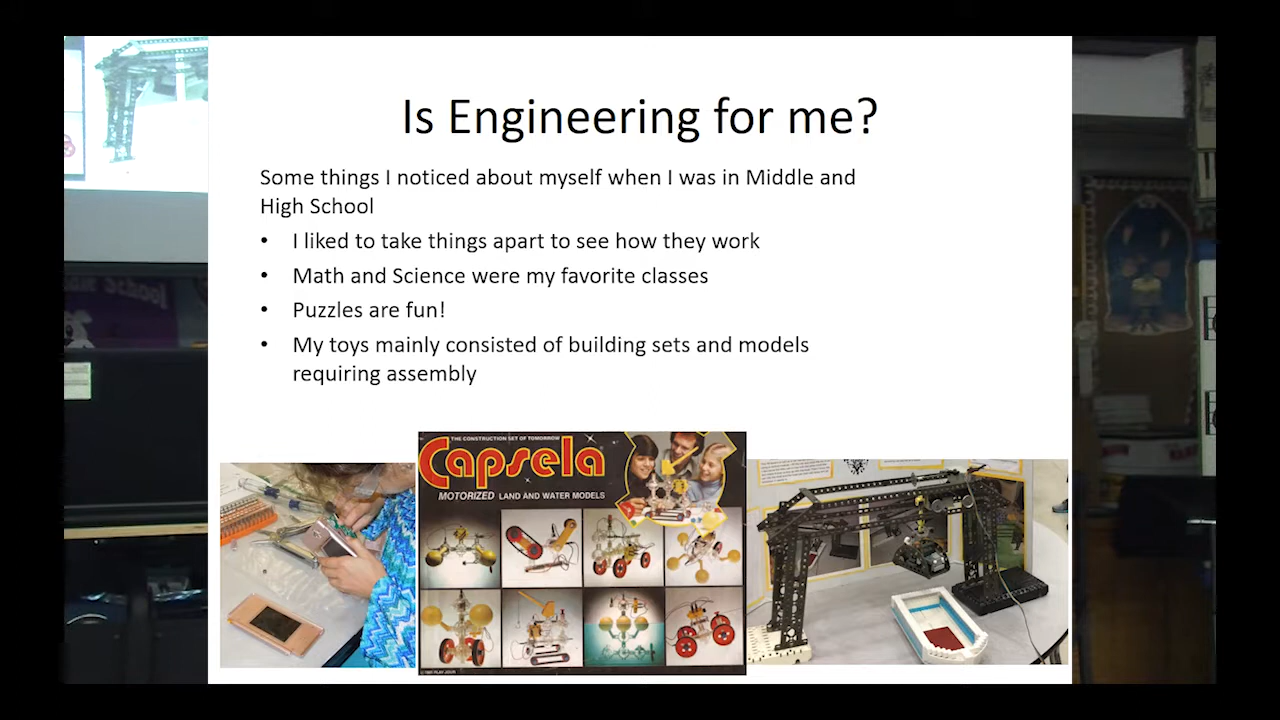 Is Engineering for me?
Some things I noticed about myself when I was in Middle and
High School
• I liked to take things apart to see how they work
• Math and Science were my favorite classes
• Puzzles are fun!
• My toys mainly consisted of building sets and models
requiring assembly
THE CONSTRUCTION SET OF TOMORROW
Capsela
MOTORIZED LAND AND WATER MODELS